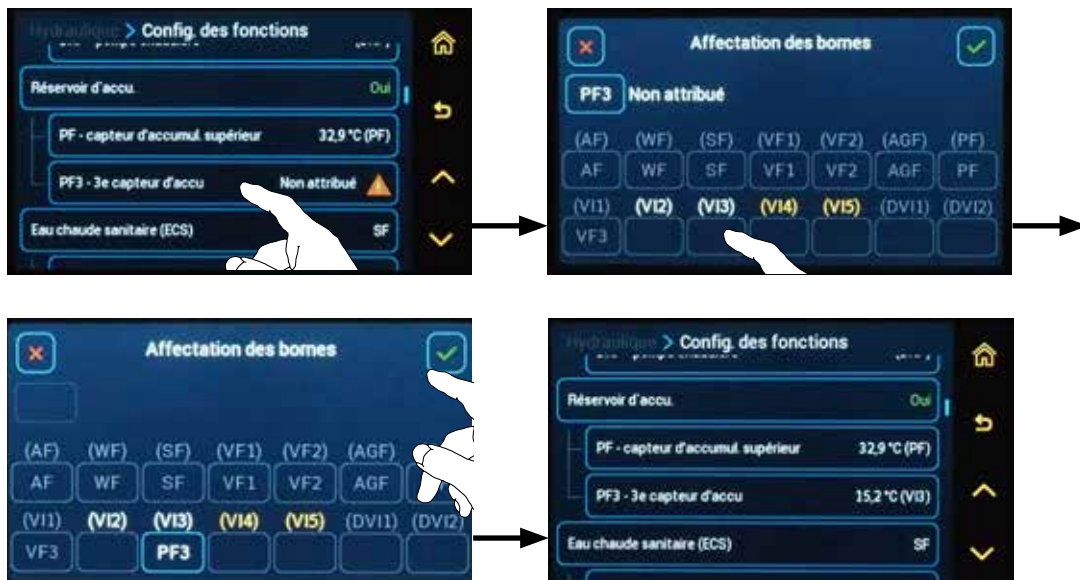 Hydraulique > Config. des fonctions
Réservoir d'accu. Oui
PF - capteur d'accumul. supérieur 32,9 °C (PF)
PF3 - 3e capteur d'accu Non attribué
Eau chaude sanitaire (ECS) SF
Affectation des bornes
PF3 Non attribué
(AF) (WF) (SF) (VF1) (VF2) (AGF) (PF)
AF WF SF VF1 VF2 AGF PF
(VI1) (VI2) (VI3) (VI4) (VI5) (DVI1) (DVI2)
VF3
Affectation des bornes
(AF) (WF) (SF) (VF1) (VF2) (AGF)
AF WF SF VF1 VF2 AGF
(VI1) (VI2) (VI3) (VI4) (VI5) (DVI1) (DVI2)
VF3 PF3
Hydraulique > Config. des fonctions
Réservoir d'accu. Oui
PF - capteur d'accumul. supérieur 32,9 °C (PF)
PF3 - 3e capteur d'accu 15,2 °C (VI3)
Eau chaude sanitaire (ECS) SF